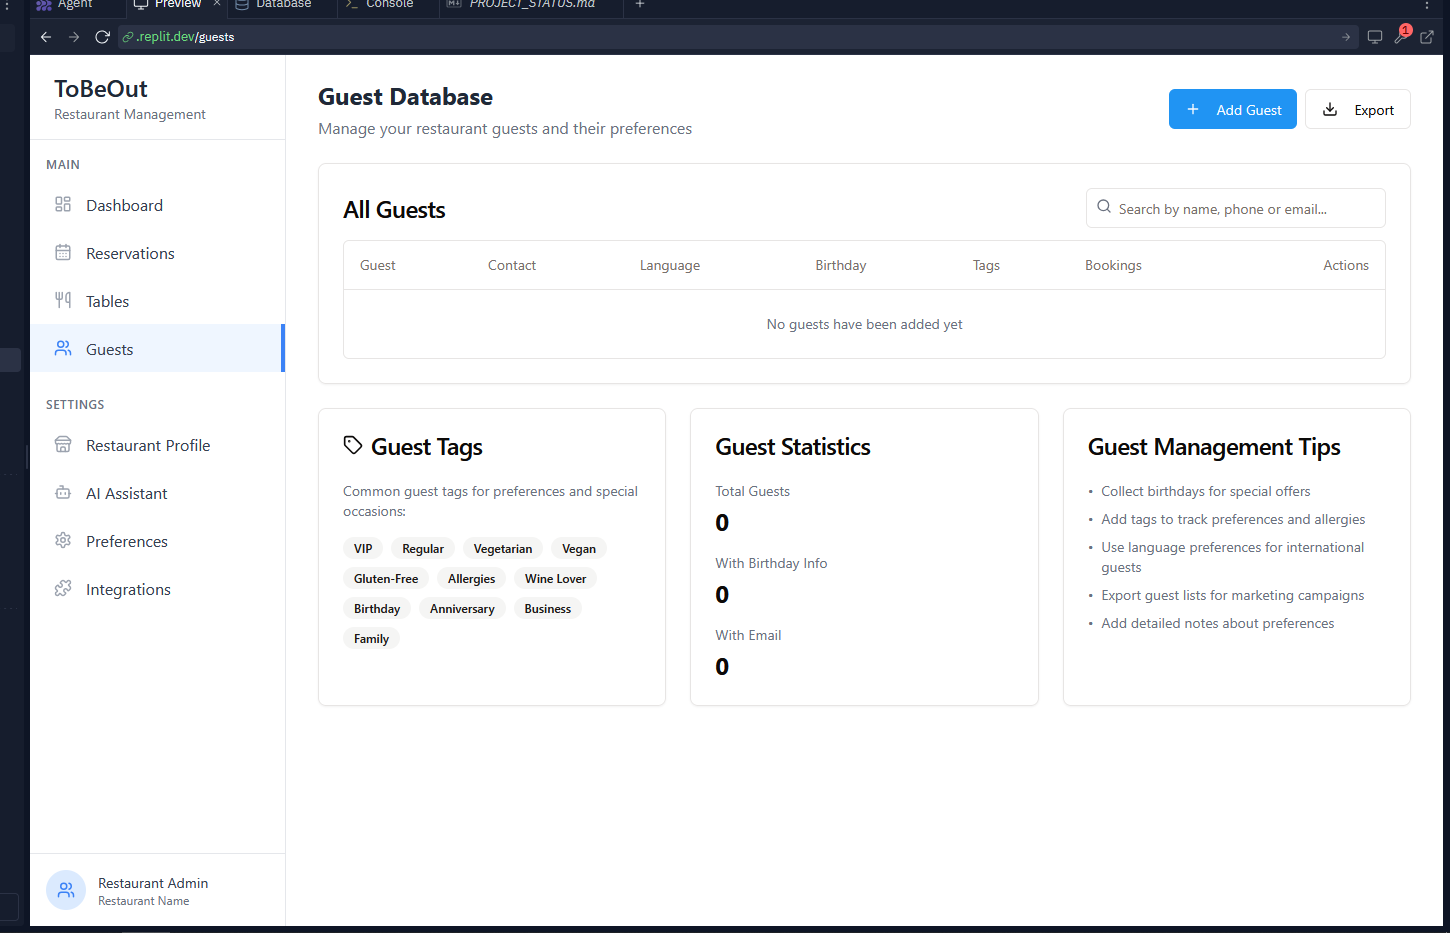 Agent
Preview
Database
Console
PROJECT_STATUS.md
.replit.dev/guests
1
ToBeOut
Restaurant Management
MAIN
Dashboard
Reservations
Tables
Guests
SETTINGS
Restaurant Profile
AI Assistant
Preferences
Integrations
Restaurant Admin
Restaurant Name
Guest Database
Manage your restaurant guests and their preferences
Add Guest
Export
All Guests
Search by name, phone or email...
Guest Contact Language Birthday Tags Bookings Actions
No guests have been added yet
Guest Tags
Common guest tags for preferences and special
occasions:
VIP Regular Vegetarian Vegan
Gluten-Free Allergies Wine Lover
Birthday Anniversary Business
Family
Guest Statistics
Total Guests
0
With Birthday Info
0
With Email
0
Guest Management Tips
• Collect birthdays for special offers
• Add tags to track preferences and allergies
• Use language preferences for international
guests
• Export guest lists for marketing campaigns
• Add detailed notes about preferences